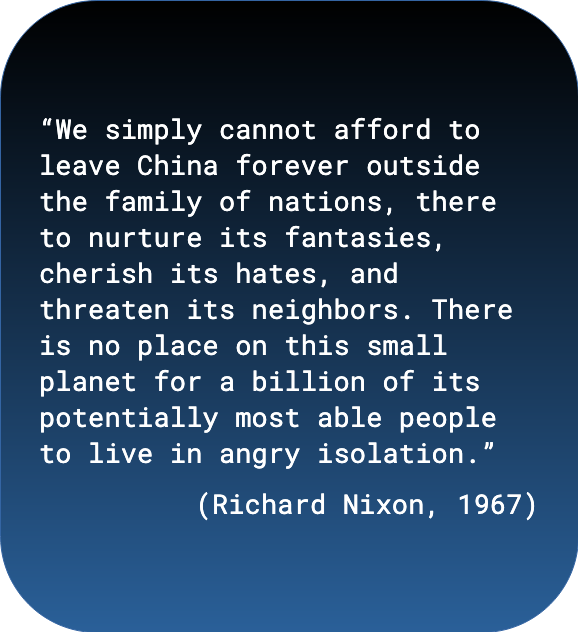 “We simply cannot afford to
leave China forever outside
the family of nations, there
to nurture its fantasies,
cherish its hates, and
threaten its neighbors. There
is no place on this small
planet for a billion of its
potentially most able people
to live in angry isolation.”
(Richard Nixon, 1967)